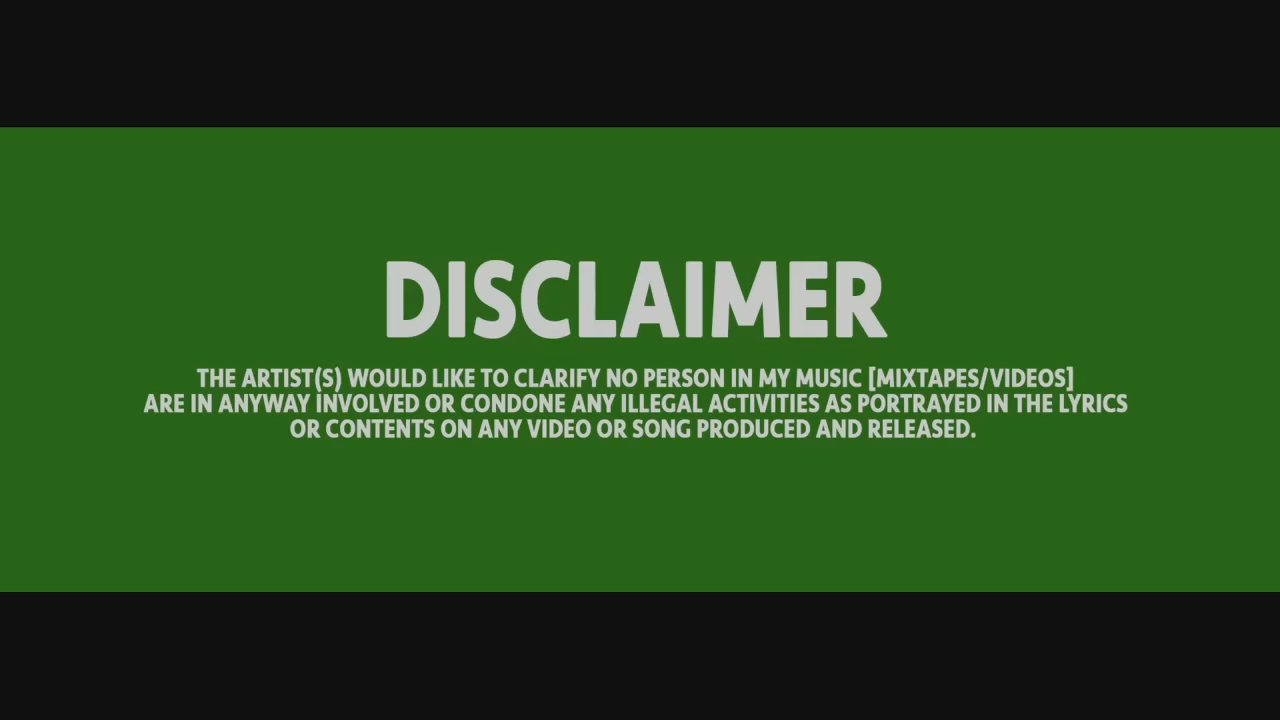 DISCLAIMER
THE ARTIST(S) WOULD LIKE TO CLARIFY NO PERSON IN MY MUSIC [MIXTAPES/VIDEOS]
ARE IN ANYWAY INVOLVED OR CONDONE ANY ILLEGAL ACTIVITIES AS PORTRAYED IN THE LYRICS
OR CONTENTS ON ANY VIDEO OR SONG PRODUCED AND RELEASED.